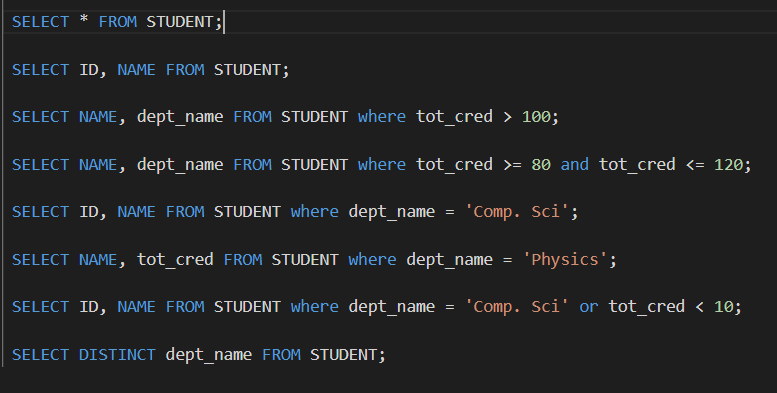 SELECT * FROM STUDENT;
SELECT ID, NAME FROM STUDENT;
SELECT NAME, dept_name FROM STUDENT where tot_cred > 100;
SELECT NAME, dept_name FROM STUDENT where tot_cred >= 80 and tot_cred <= 120;
SELECT ID, NAME FROM STUDENT where dept_name = 'Comp. Sci';
SELECT NAME, tot_cred FROM STUDENT where dept_name = 'Physics';
SELECT ID, NAME FROM STUDENT where dept_name = 'Comp. Sci' or tot_cred < 10;
SELECT DISTINCT dept_name FROM STUDENT;